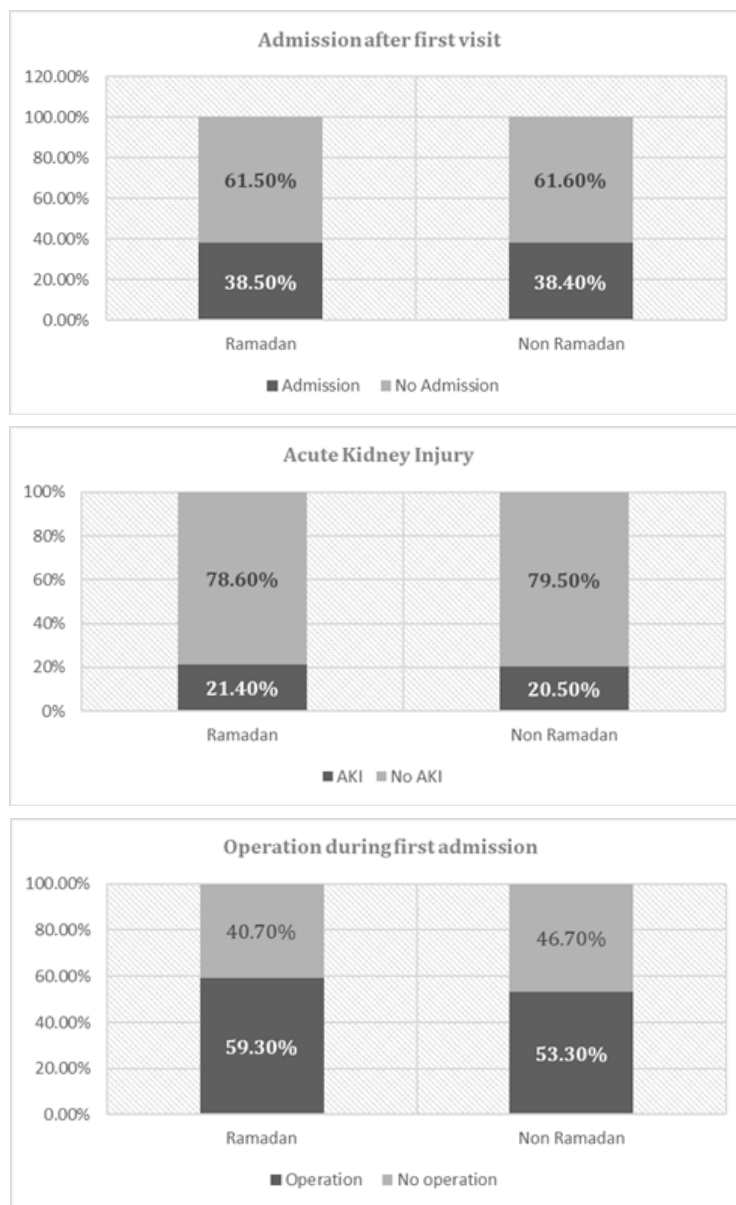 Admission after first visit
120.00%
100.00%
80.00%
60.00%
40.00%
20.00%
0.00%
61.50%
61.60%
38.50%
38.40%
Ramadan
Non Ramadan
Admission No Admission
Acute Kidney Injury
100%
80%
60%
40%
20%
0%
78.60%
79.50%
21.40%
20.50%
Ramadan
Non Ramadan
AKI No AKI
Operation during first admission
100.00%
80.00%
60.00%
40.00%
20.00%
0.00%
40.70%
46.70%
59.30%
53.30%
Ramadan
Non Ramadan
Operation No operation